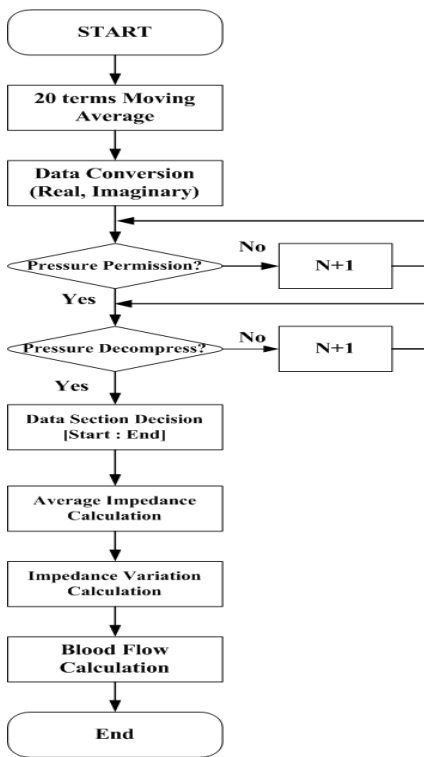 START
20 terms Moving
Average
Data Conversion
(Real, Imaginary)
Pressure Permission?
No
N+1
Yes
Pressure Decompress?
No
N+1
Yes
Data Section Decision
[Start : End]
Average Impedance
Calculation
Impedance Variation
Calculation
Blood Flow
Calculation
End